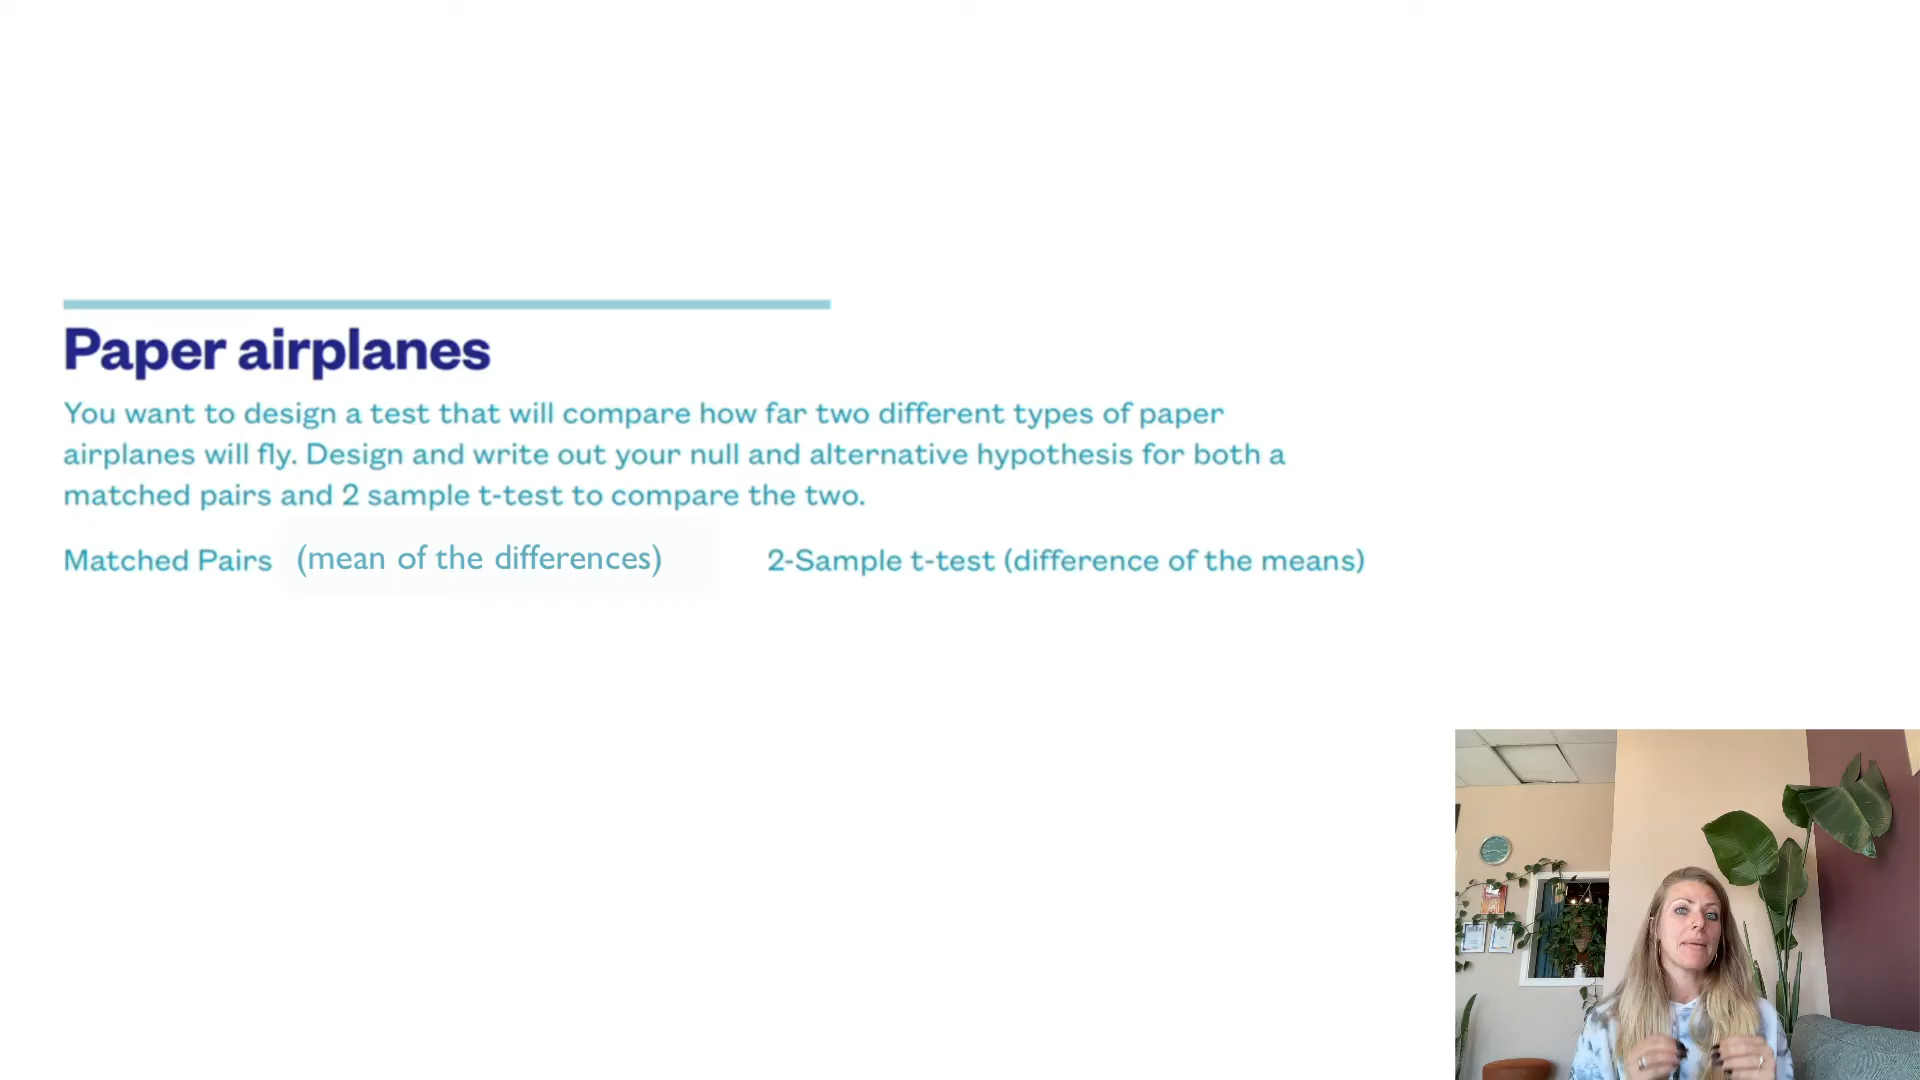 Paper airplanes
You want to design a test that will compare how far two different types of paper
airplanes will fly. Design and write out your null and alternative hypothesis for both a
matched pairs and 2 sample t-test to compare the two.
Matched Pairs (mean of the differences) 2-Sample t-test (difference of the means)